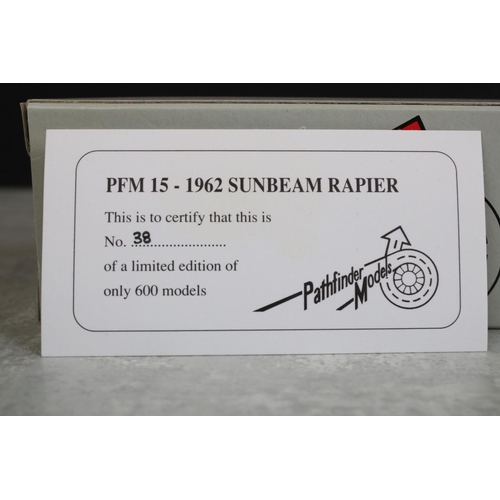 PFM 15 - 1962 SUNBEAM RAPIER
This is to certify that this is
No. 38.......................
of a limited edition of
only 600 models
Pathfinder
Models